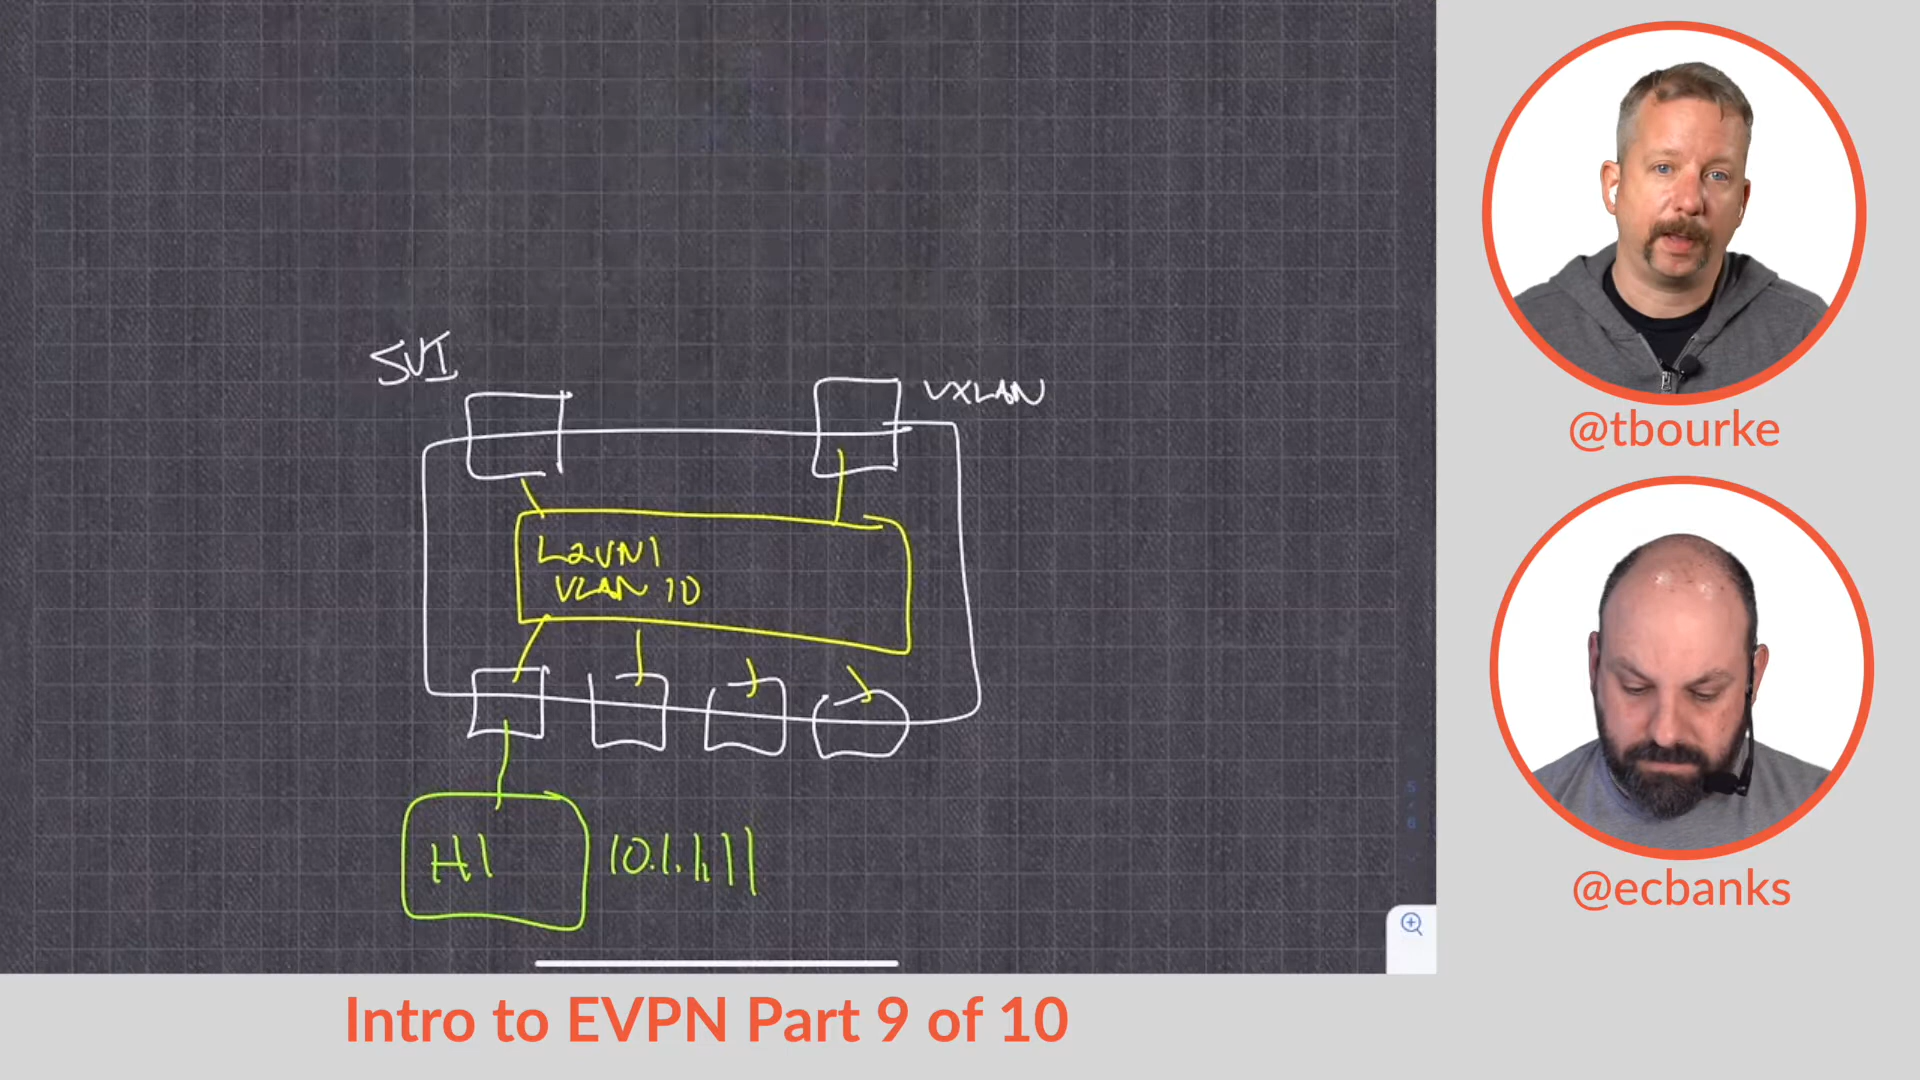 SVI
VXLAN
L2VNI
VLAN 10
H1
10.1.1.11
@tbourke
@ecbanks
Intro to EVPN Part 9 of 10